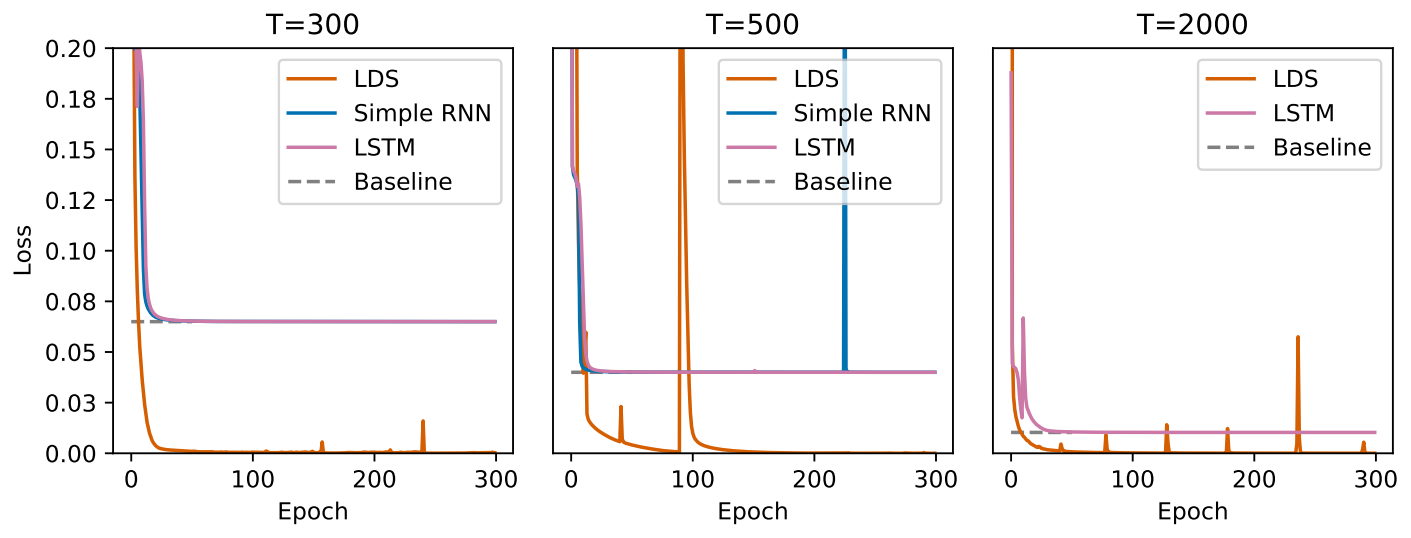 T=300
T=500
T=2000
Loss
0.20
0.18
0.15
0.12
0.10
0.08
0.05
0.03
0.00
LDS
Simple RNN
LSTM
Baseline
0 100 200 300
Epoch
LDS
Simple RNN
LSTM
Baseline
0 100 200 300
Epoch
LDS
LSTM
Baseline
0 100 200 300
Epoch